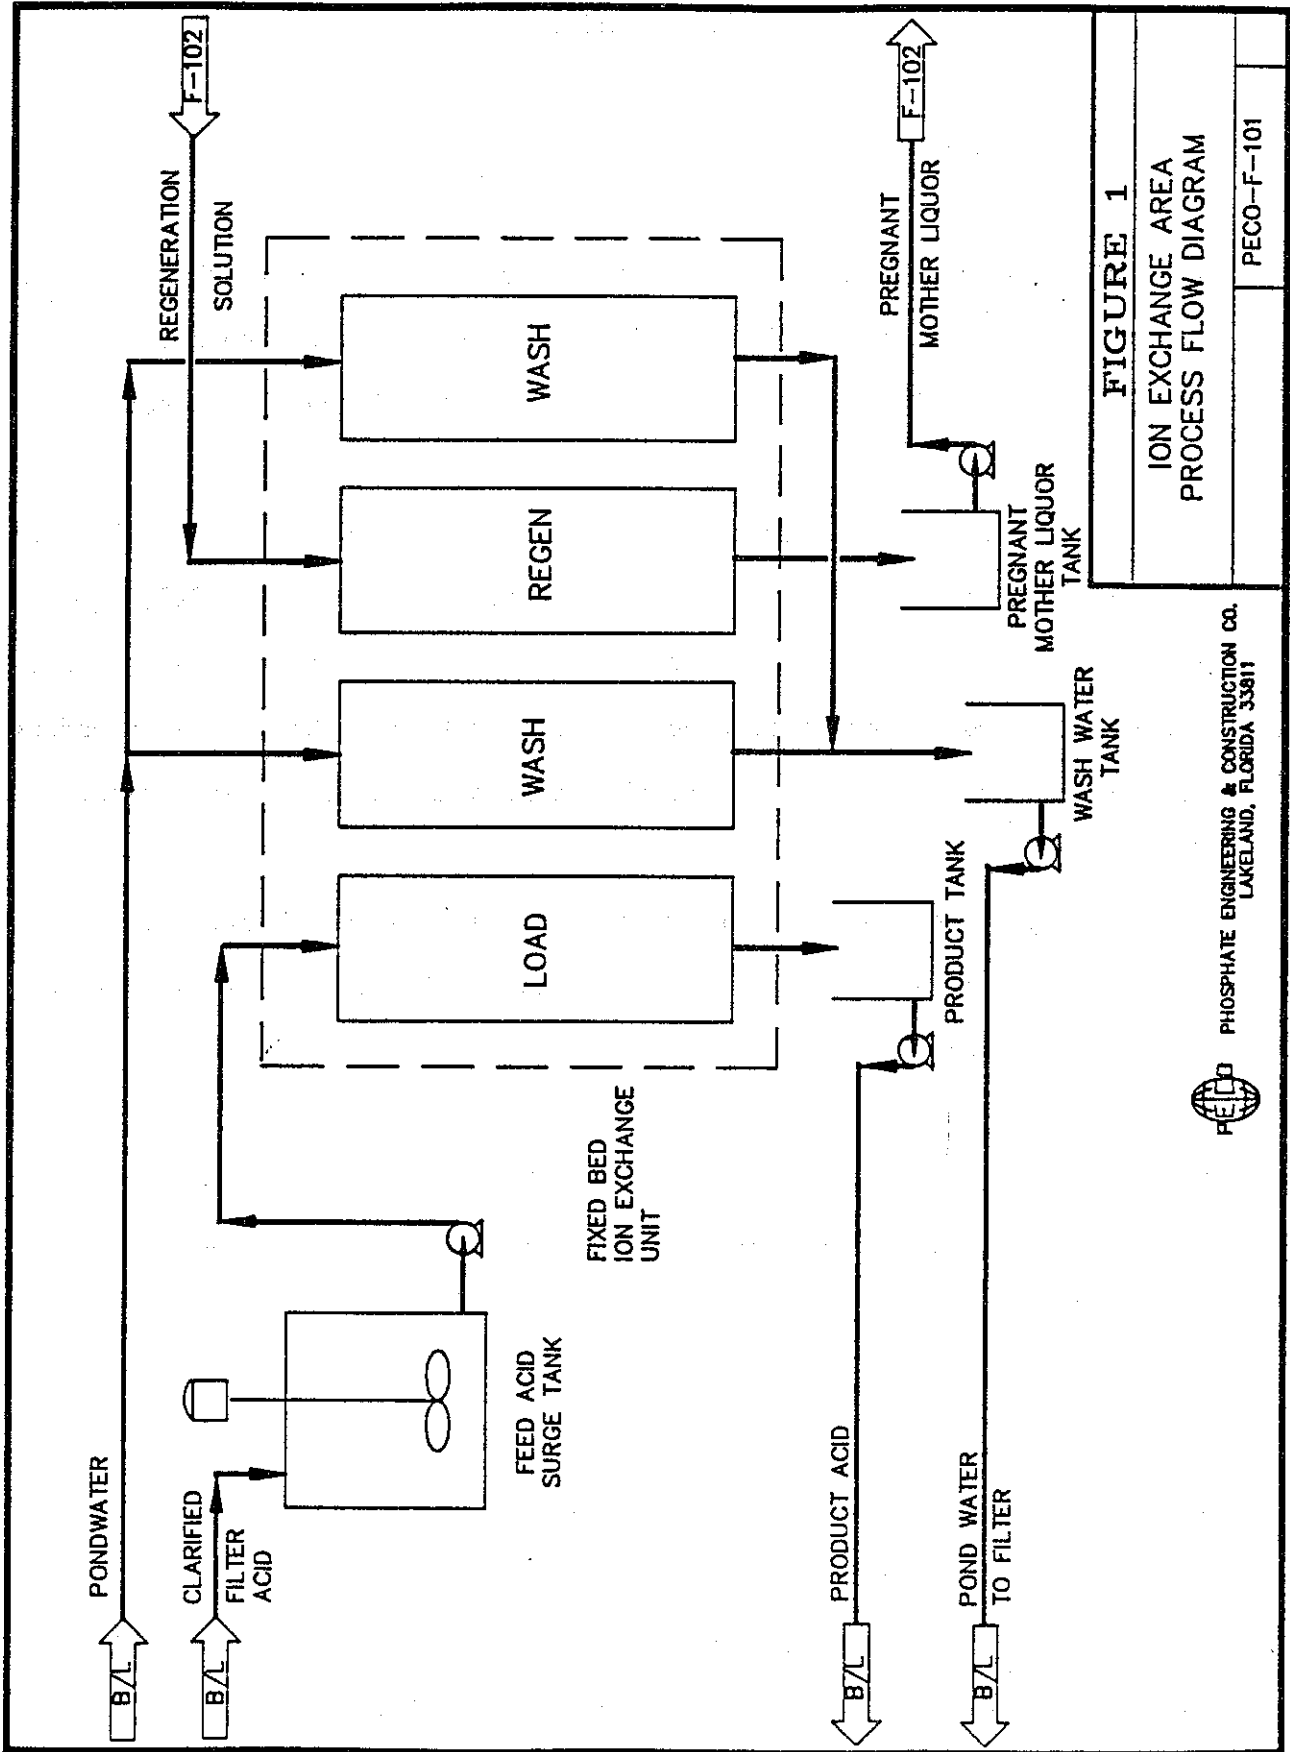 B/L
PONDWATER
REGENERATION
SOLUTION
F-102
B/L
CLARIFIED
FILTER
ACID
FEED ACID
SURGE TANK
FIXED BED
ION EXCHANGE
UNIT
LOAD
WASH
REGEN
WASH
B/L
PRODUCT ACID
PRODUCT TANK
B/L
POND WATER
TO FILTER
WASH WATER
TANK
PREGNANT
MOTHER LIQUOR
TANK
PREGNANT
MOTHER LIQUOR
F-102
PECO
PHOSPHATE ENGINEERING & CONSTRUCTION CO.
LAKELAND, FLORIDA 33811
FIGURE 1
ION EXCHANGE AREA
PROCESS FLOW DIAGRAM
PECO-F-101